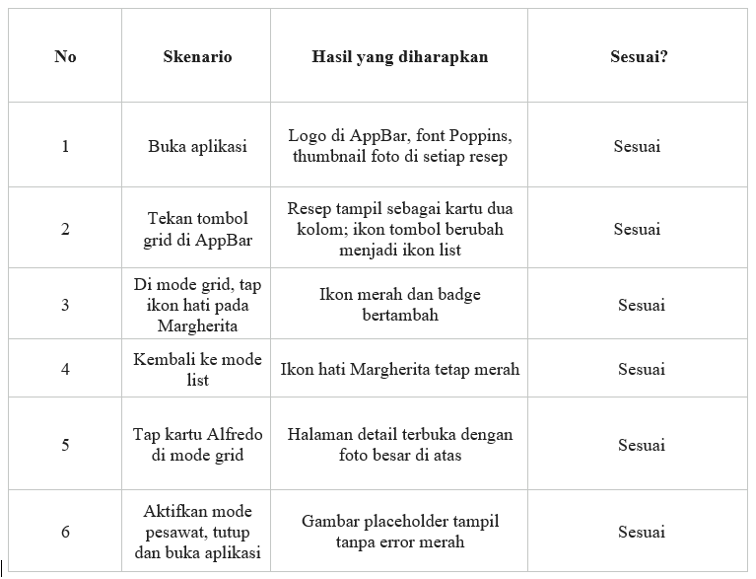 No
Skenario
Hasil yang diharapkan
Sesuai?
1
Buka aplikasi
Logo di AppBar, font Poppins,
thumbnail foto di setiap resep
Sesuai
2
Tekan tombol
grid di AppBar
Resep tampil sebagai kartu dua
kolom; ikon tombol berubah
menjadi ikon list
Sesuai
3
Di mode grid, tap
ikon hati pada
Margherita
Ikon merah dan badge
bertambah
Sesuai
4
Kembali ke mode
list
Ikon hati Margherita tetap merah
Sesuai
5
Tap kartu Alfredo
di mode grid
Halaman detail terbuka dengan
foto besar di atas
Sesuai
6
Aktifkan mode
pesawat, tutup
dan buka aplikasi
Gambar placeholder tampil
tanpa error merah
Sesuai